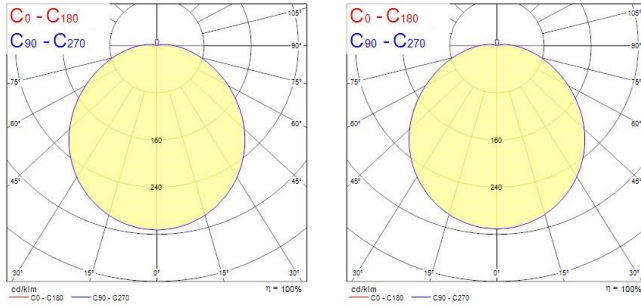 C0 - C180
C90 - C270
105°
90°
75°
75°
60°
60°
45°
45°
160
240
30°
15°
0°
15°
30°
cd/klm
η = 100%
C0 - C180
C90 - C270
C0 - C180
C90 - C270
105°
90°
75°
75°
60°
60°
45°
45°
160
240
30°
15°
0°
15°
30°
cd/klm
η = 100%
C0 - C180
C90 - C270